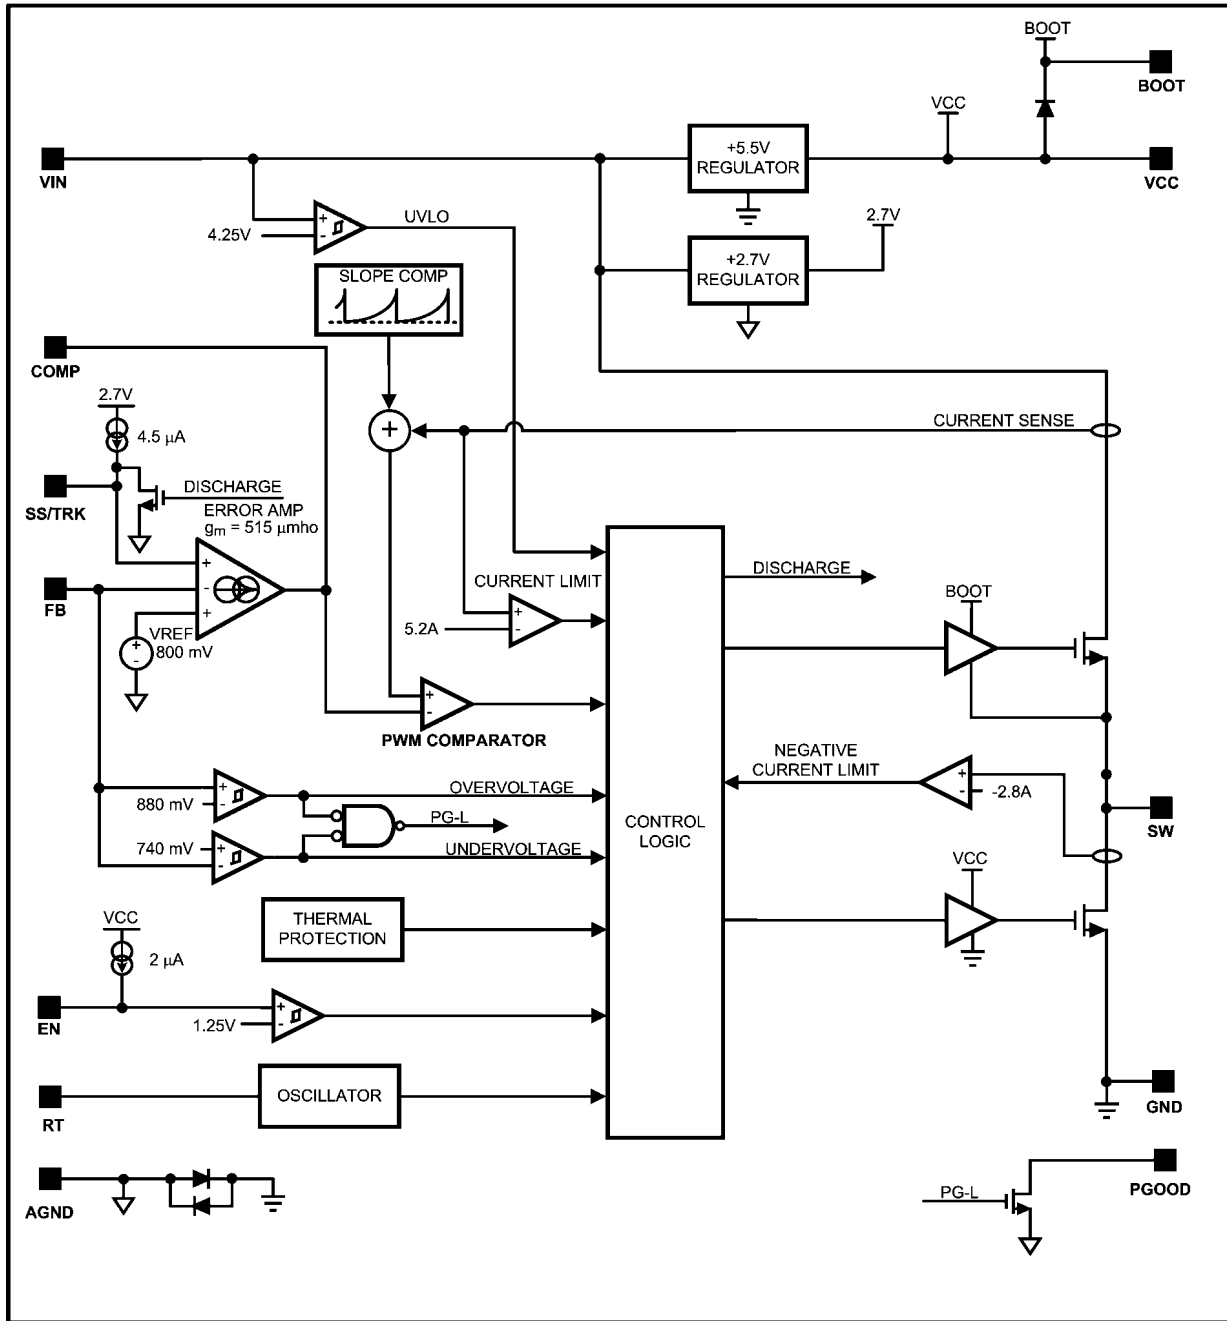 BOOT
BOOT
VCC
+5.5V
REGULATOR
VIN
VCC
UVLO
4.25V
+
-
2.7V
+2.7V
REGULATOR
SLOPE COMP
COMP
2.7V
4.5 µA
+
CURRENT SENSE
SS/TRK
DISCHARGE
ERROR AMP
gm = 515 µmho
+
-
+
FB
VREF
800 mV
+
-
CURRENT LIMIT
5.2A
+
-
DISCHARGE
BOOT
+
-
PWM COMPARATOR
NEGATIVE
CURRENT LIMIT
+
-
-2.8A
OVERVOLTAGE
880 mV
+
-
PG-L
CONTROL
LOGIC
SW
740 mV
+
-
UNDERVOLTAGE
VCC
THERMAL
PROTECTION
VCC
2 µA
EN
1.25V
+
-
RT
OSCILLATOR
GND
AGND
PG-L
PGOOD